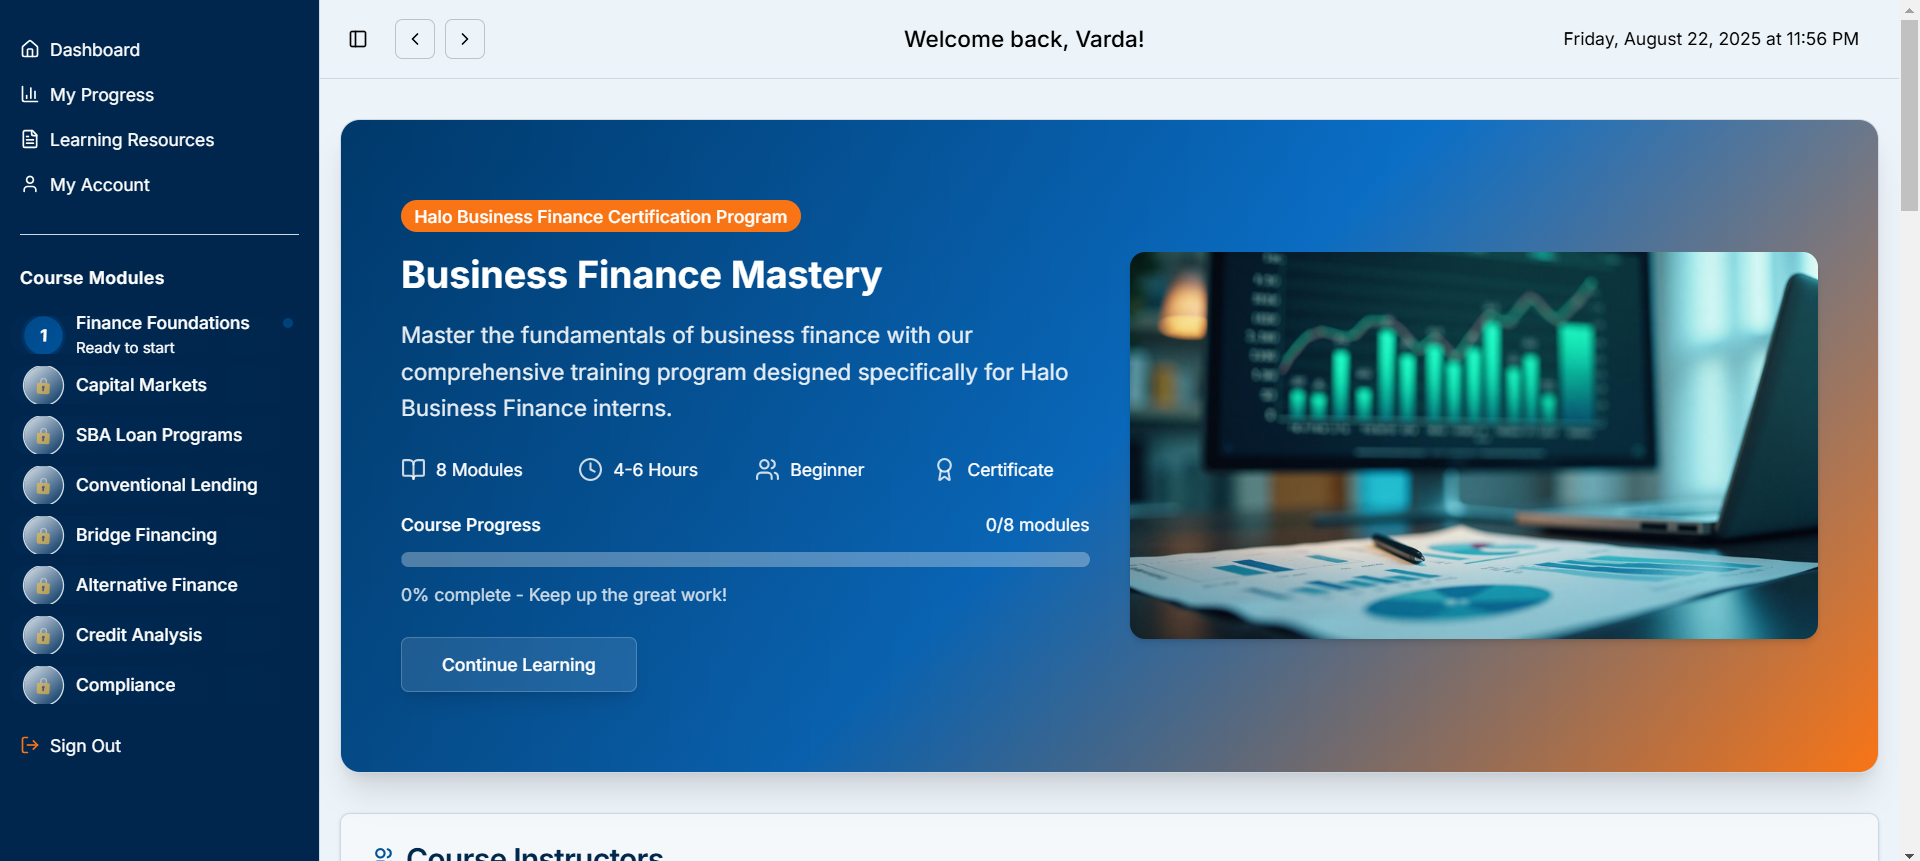 Dashboard
My Progress
Learning Resources
My Account
Course Modules
1
Finance Foundations
Ready to start
Capital Markets
SBA Loan Programs
Conventional Lending
Bridge Financing
Alternative Finance
Credit Analysis
Compliance
Sign Out
Welcome back, Varda!
Friday, August 22, 2025 at 11:56 PM
Halo Business Finance Certification Program
Business Finance Mastery
Master the fundamentals of business finance with our
comprehensive training program designed specifically for Halo
Business Finance interns.
8 Modules
4-6 Hours
Beginner
Certificate
Course Progress
0/8 modules
0% complete - Keep up the great work!
Continue Learning
Course Instructors